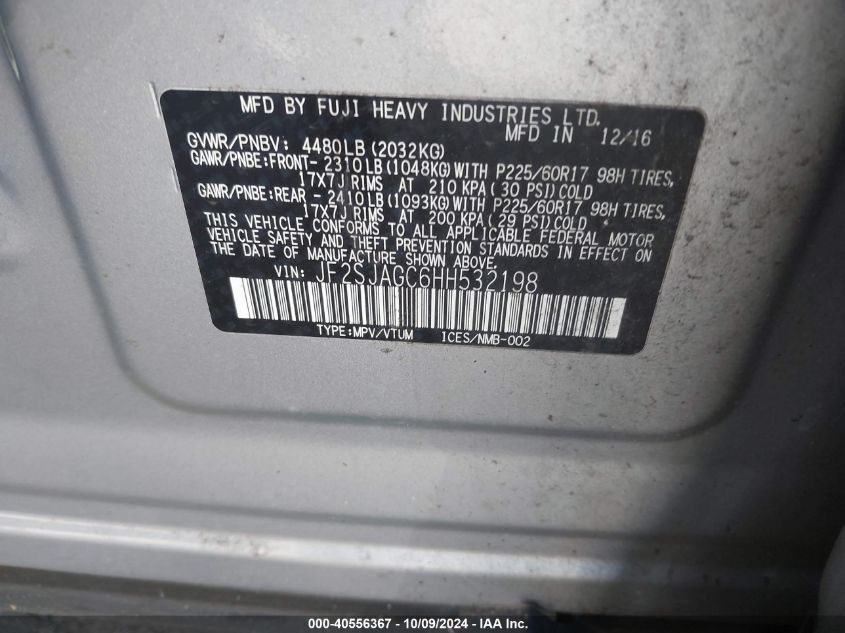 MFD BY FUJI HEAVY INDUSTRIES LTD.
MFD IN 12/16
GVWR/PNBV: 4480LB(2032KG)
GAWR/PNBE:FRONT- 2310LB(1048KG)WITH P225/60R17 98H TIRES,
17X7J RIMS AT 210 KPA(30 PSI)COLD
GAWR/PNBE:REAR - 2410LB(1093KG)WITH P225/60R17 98H TIRES,
17X7J RIMS AT 200 KPA(29 PSI)COLD
THIS VEHICLE CONFORMS TO ALL APPLICABLE FEDERAL MOTOR
VEHICLE SAFETY AND THEFT PREVENTION STANDARDS IN EFFECT ON
THE DATE OF MANUFACTURE SHOWN ABOVE.
VIN: JF2SJAGC6HH532198
TYPE:MPV/VTUM ICES/NMB-002
000-40556367 - 10/09/2024 - IAA Inc.